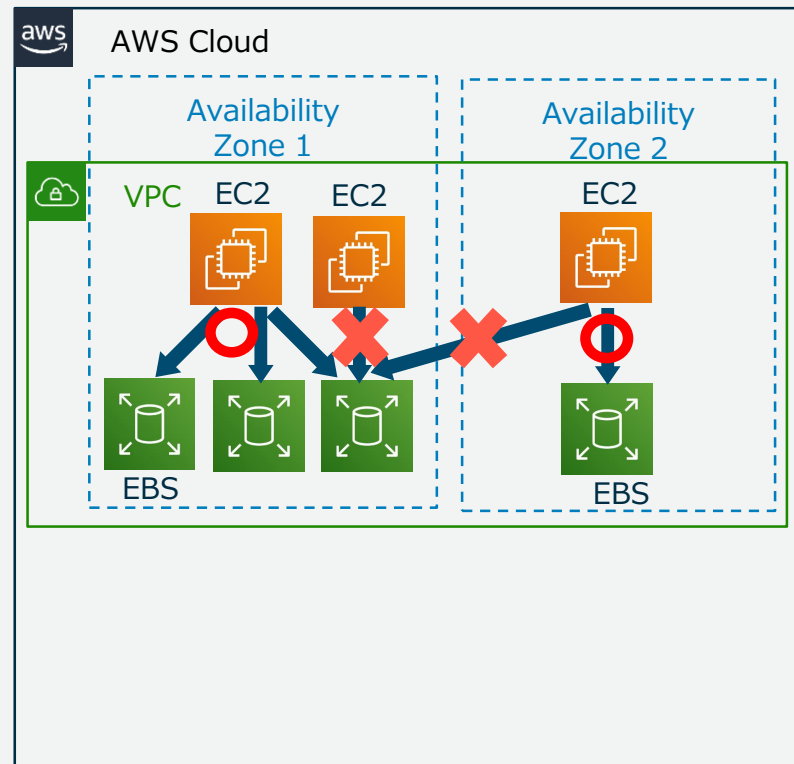 aws
AWS Cloud
Availability
Zone 1
Availability
Zone 2
VPC
EC2
EC2
EC2
EBS
EBS